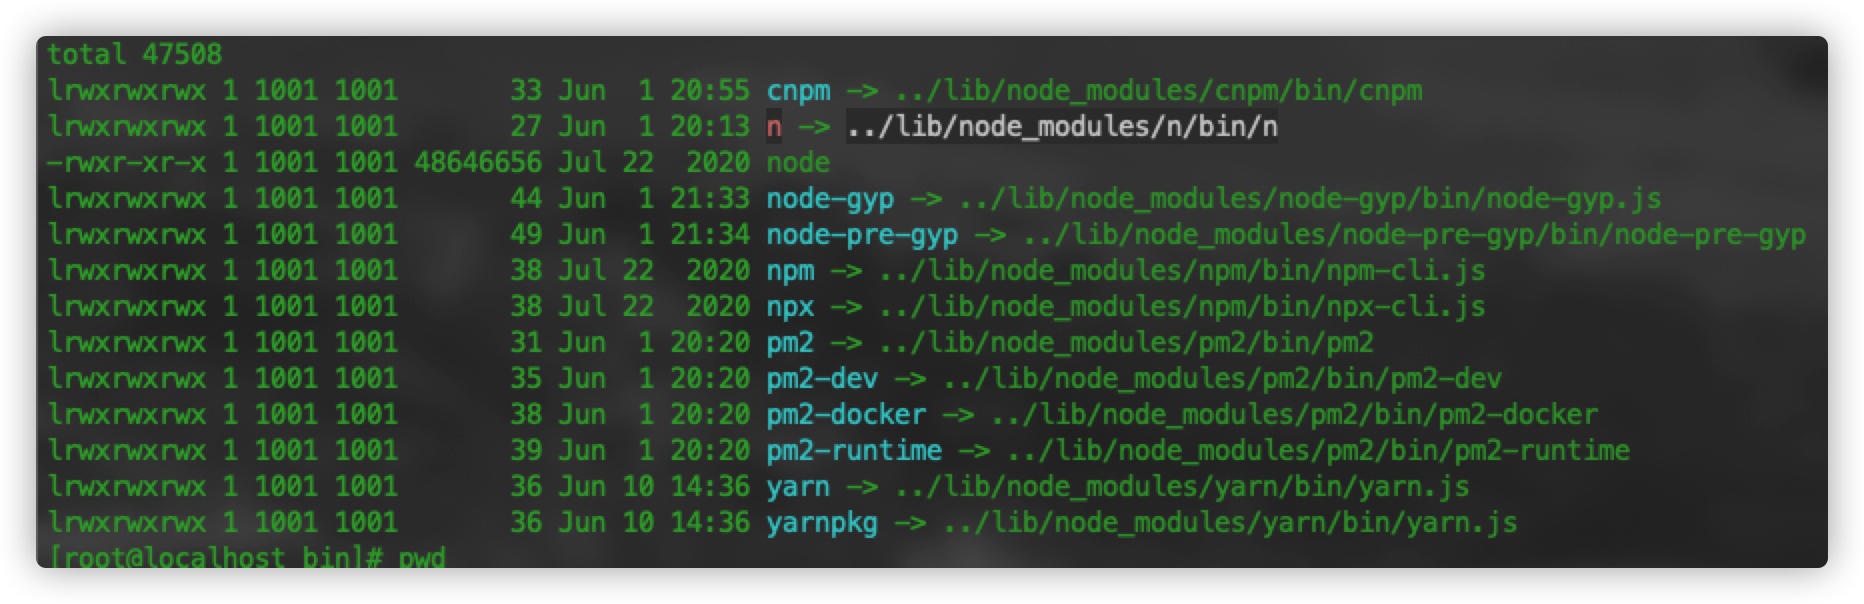 total 47508
lrwxrwxrwx 1 1001 1001       33 Jun  1 20:55 cnpm -> ../lib/node_modules/cnpm/bin/cnpm
lrwxrwxrwx 1 1001 1001       27 Jun  1 20:13 n -> ../lib/node_modules/n/bin/n
-rwxr-xr-x 1 1001 1001 48646656 Jul 22  2020 node
lrwxrwxrwx 1 1001 1001       44 Jun  1 21:33 node-gyp -> ../lib/node_modules/node-gyp/bin/node-gyp.js
lrwxrwxrwx 1 1001 1001       49 Jun  1 21:34 node-pre-gyp -> ../lib/node_modules/node-pre-gyp/bin/node-pre-gyp
lrwxrwxrwx 1 1001 1001       38 Jul 22  2020 npm -> ../lib/node_modules/npm/bin/npm-cli.js
lrwxrwxrwx 1 1001 1001       38 Jul 22  2020 npx -> ../lib/node_modules/npm/bin/npx-cli.js
lrwxrwxrwx 1 1001 1001       31 Jun  1 20:20 pm2 -> ../lib/node_modules/pm2/bin/pm2
lrwxrwxrwx 1 1001 1001       35 Jun  1 20:20 pm2-dev -> ../lib/node_modules/pm2/bin/pm2-dev
lrwxrwxrwx 1 1001 1001       38 Jun  1 20:20 pm2-docker -> ../lib/node_modules/pm2/bin/pm2-docker
lrwxrwxrwx 1 1001 1001       39 Jun  1 20:20 pm2-runtime -> ../lib/node_modules/pm2/bin/pm2-runtime
lrwxrwxrwx 1 1001 1001       36 Jun 10 14:36 yarn -> ../lib/node_modules/yarn/bin/yarn.js
lrwxrwxrwx 1 1001 1001       36 Jun 10 14:36 yarnpkg -> ../lib/node_modules/yarn/bin/yarn.js
[root@localhost bin]# pwd